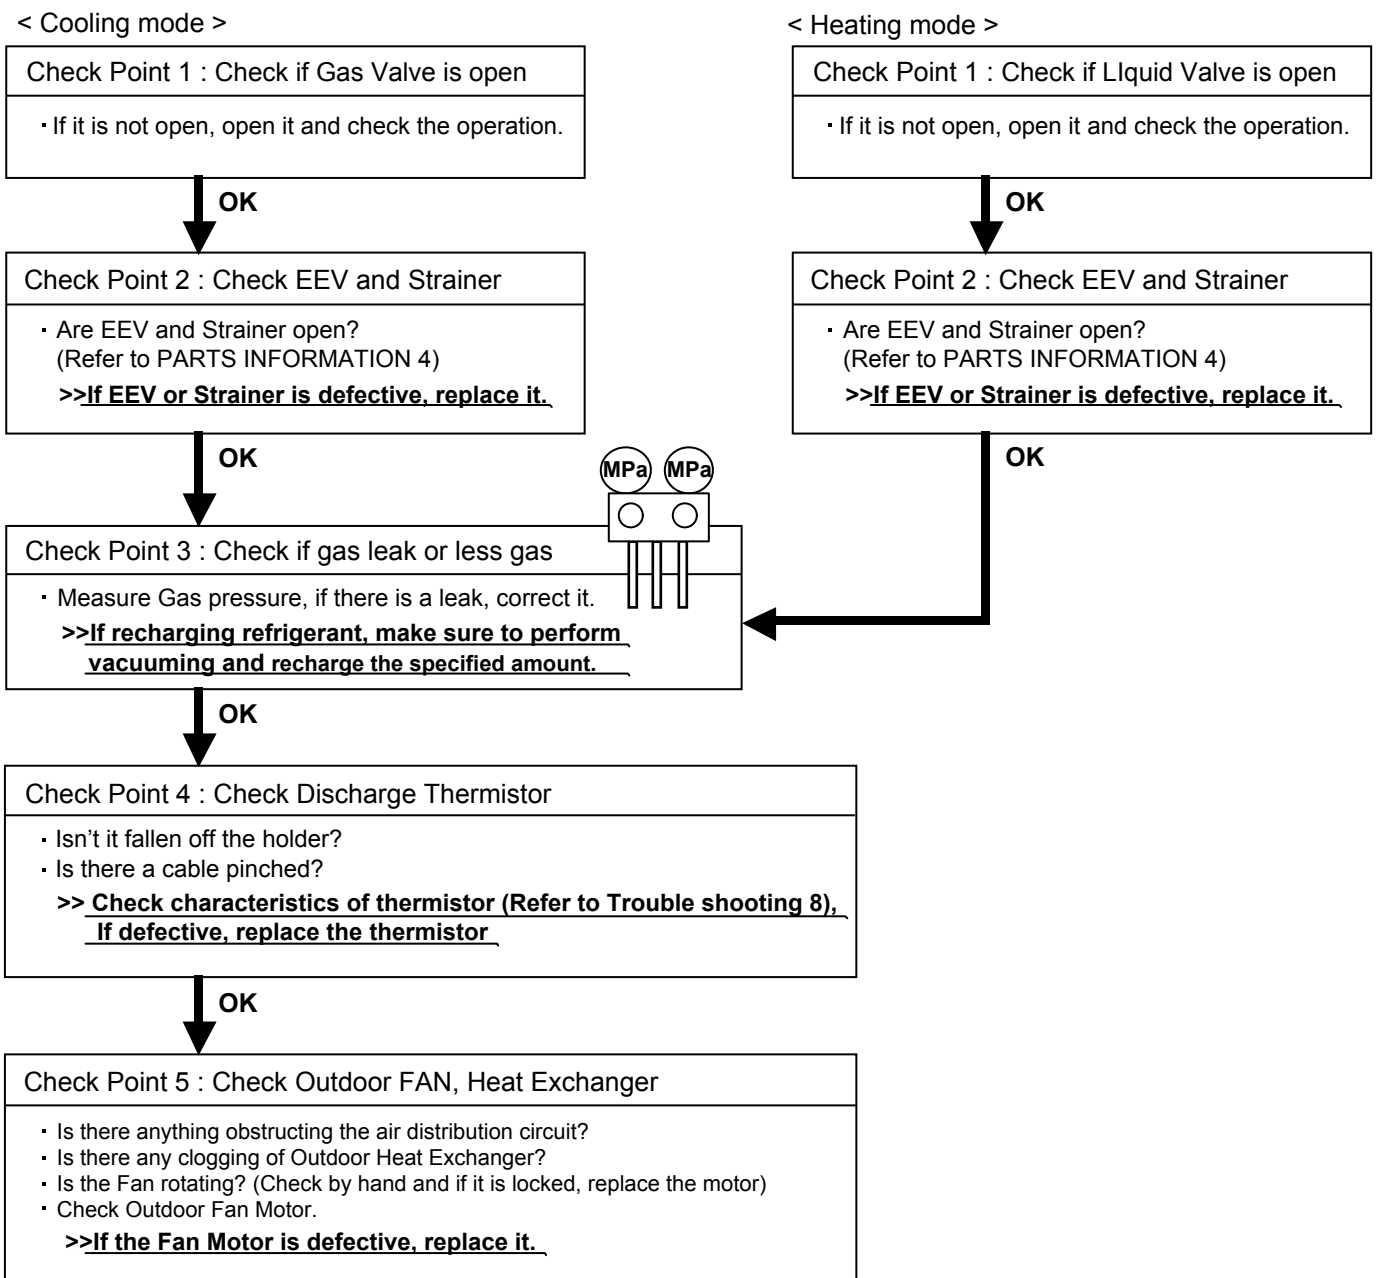 < Cooling mode >
Check Point 1 : Check if Gas Valve is open
· If it is not open, open it and check the operation.
OK
Check Point 2 : Check EEV and Strainer
· Are EEV and Strainer open?
(Refer to PARTS INFORMATION 4)
>>If EEV or Strainer is defective, replace it.
OK
< Heating mode >
Check Point 1 : Check if LIquid Valve is open
· If it is not open, open it and check the operation.
OK
Check Point 2 : Check EEV and Strainer
· Are EEV and Strainer open?
(Refer to PARTS INFORMATION 4)
>>If EEV or Strainer is defective, replace it.
OK
MPa MPa
Check Point 3 : Check if gas leak or less gas
· Measure Gas pressure, if there is a leak, correct it.
>>If recharging refrigerant, make sure to perform
vacuuming and recharge the specified amount.
OK
Check Point 4 : Check Discharge Thermistor
· Isn't it fallen off the holder?
· Is there a cable pinched?
>> Check characteristics of thermistor (Refer to Trouble shooting 8),
If defective, replace the thermistor
OK
Check Point 5 : Check Outdoor FAN, Heat Exchanger
· Is there anything obstructing the air distribution circuit?
· Is there any clogging of Outdoor Heat Exchanger?
· Is the Fan rotating? (Check by hand and if it is locked, replace the motor)
· Check Outdoor Fan Motor.
>>If the Fan Motor is defective, replace it.